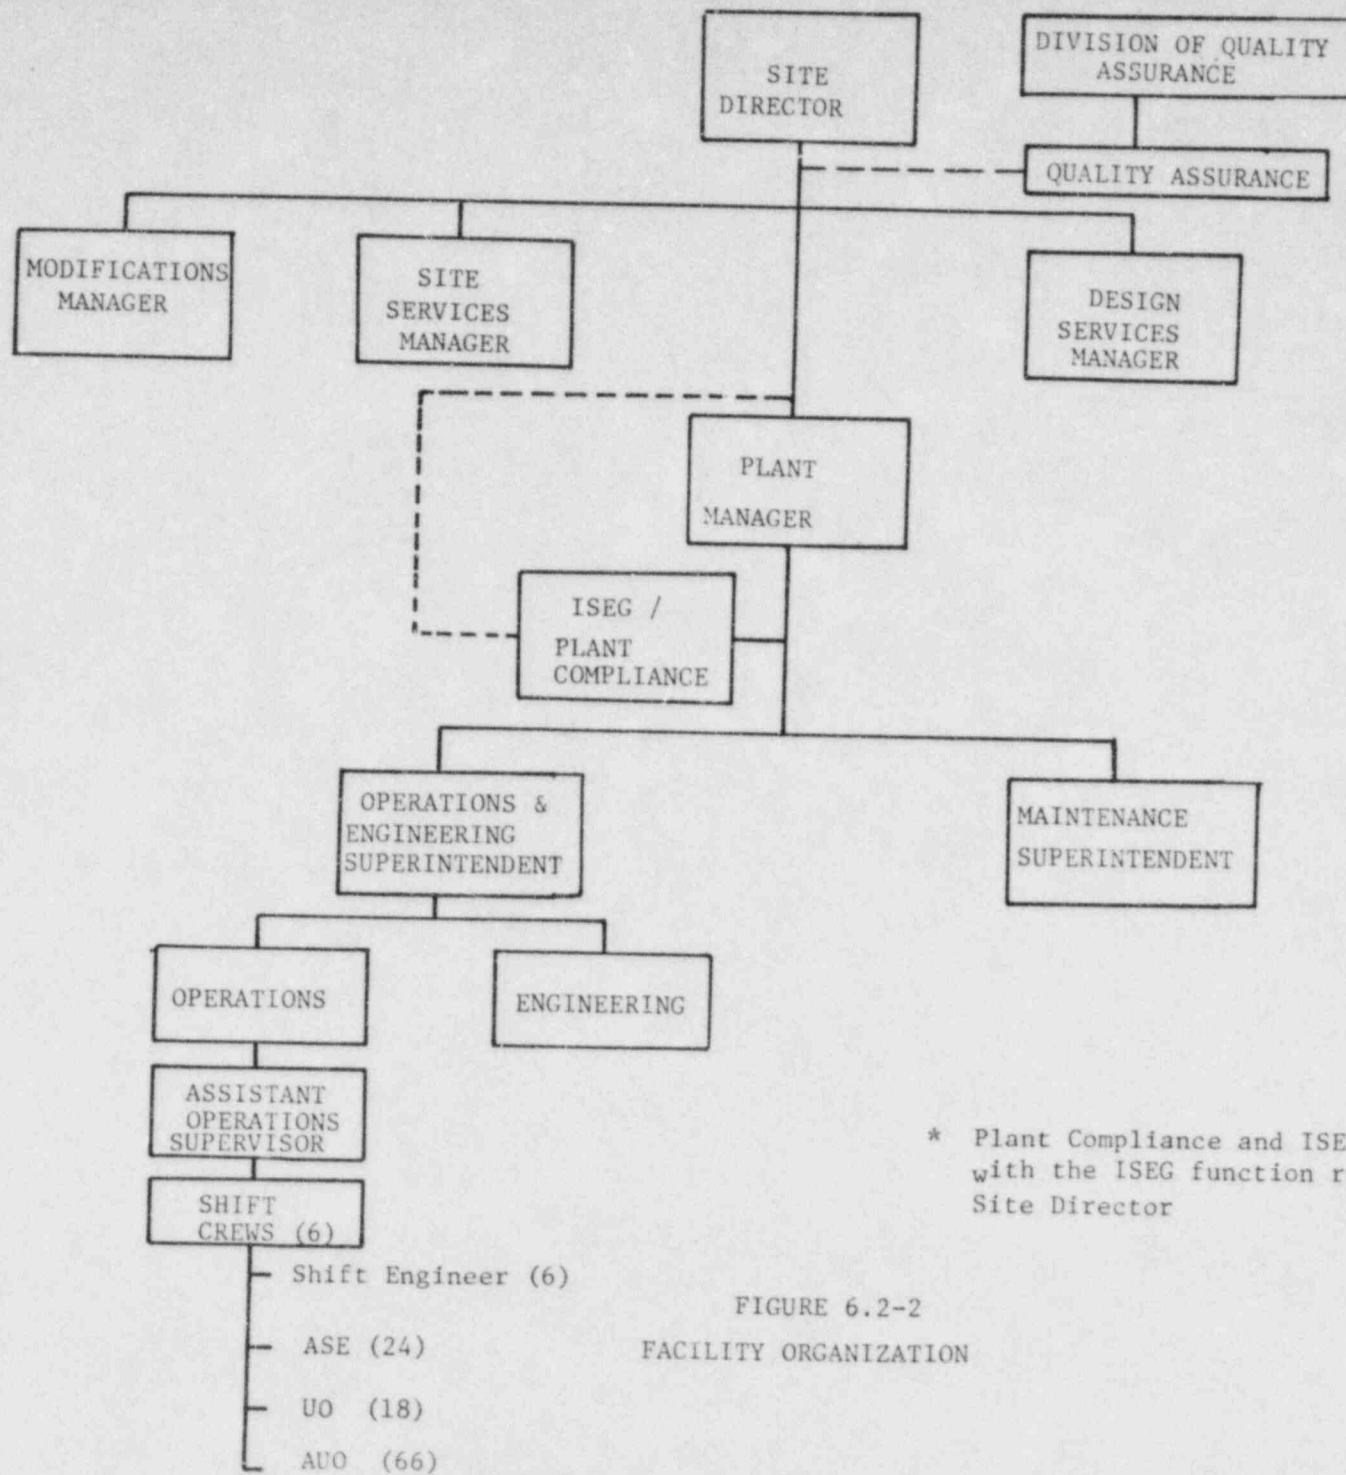 SITE
DIRECTOR
DIVISION OF QUALITY
ASSURANCE
QUALITY ASSURANCE
MODIFICATIONS
MANAGER
SITE
SERVICES
MANAGER
DESIGN
SERVICES
MANAGER
PLANT
MANAGER
ISEG /
PLANT
COMPLIANCE
OPERATIONS &
ENGINEERING
SUPERINTENDENT
MAINTENANCE
SUPERINTENDENT
OPERATIONS
ENGINEERING
ASSISTANT
OPERATIONS
SUPERVISOR
SHIFT
CREWS (6)
Shift Engineer (6)
ASE (24)
UO (18)
AUO (66)
* Plant Compliance and ISE
with the ISEG function r
Site Director
FIGURE 6.2-2
FACILITY ORGANIZATION